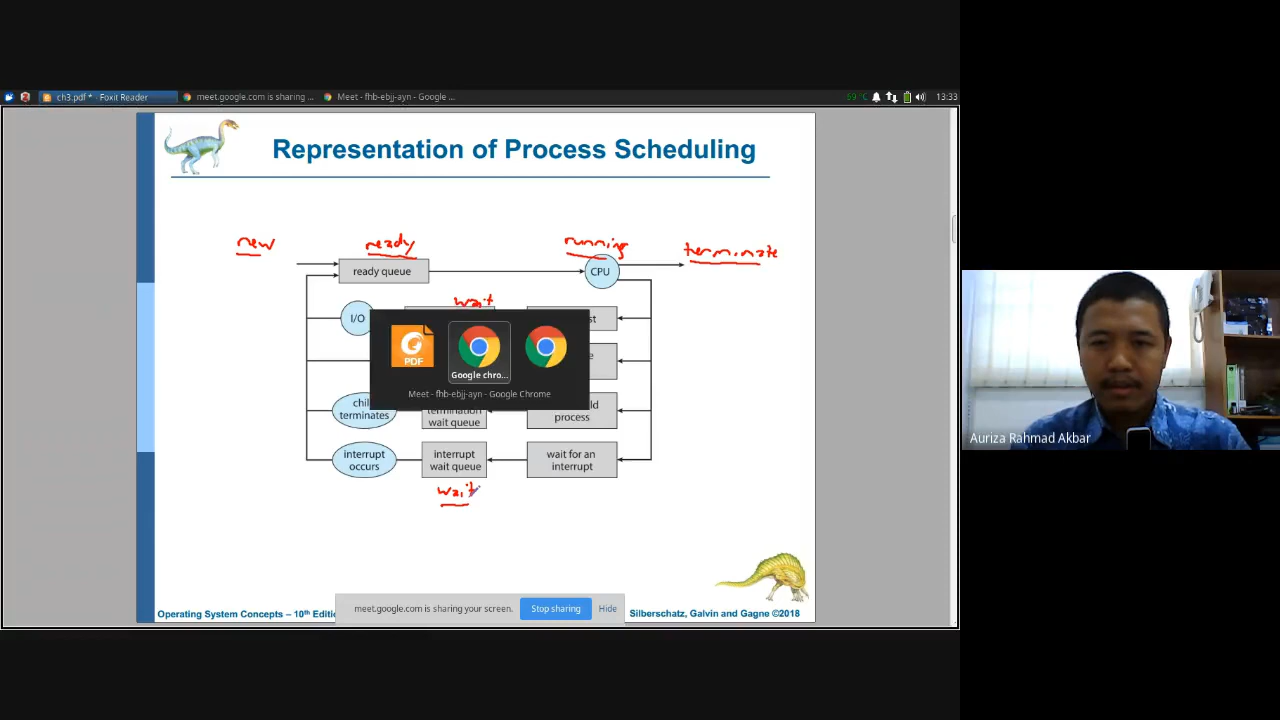 ch3.pdf * - Foxit Reader
meet.google.com is sharing ...
Meet - fhb-ebjj-ayn - Google ...
69 °C
13:33
Representation of Process Scheduling
new
ready
running
terminate
ready queue
CPU
wait
I/O
PDF
Google chro...
Meet - fhb-ebjj-ayn - Google Chrome
terminates
termination
wait queue
process
interrupt
occurs
interrupt
wait queue
wait for an
interrupt
wait
Auriza Rahmad Akbar
meet.google.com is sharing your screen.
Stop sharing
Hide
Operating System Concepts – 10th
Silberschatz, Galvin and Gagne ©2018